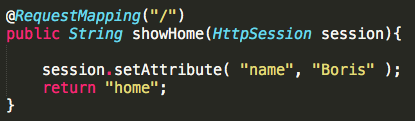 @RequestMapping("/")
public String showHome(HttpSession session){
session.setAttribute( "name", "Boris" );
return "home";
}